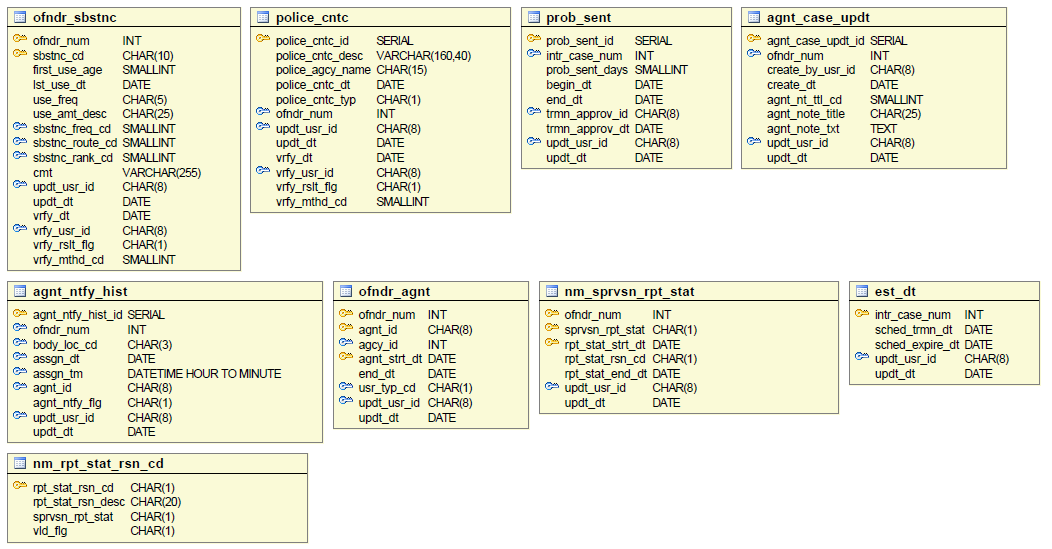 ofndr_sbstnc
ofndr_num INT
sbstnc_cd CHAR(10)
first_use_age SMALLINT
lst_use_dt DATE
use_freq CHAR(5)
use_amt_desc CHAR(25)
sbstnc_freq_cd SMALLINT
sbstnc_route_cd SMALLINT
sbstnc_rank_cd SMALLINT
cmt VARCHAR(255)
updt_usr_id CHAR(8)
updt_dt DATE
vrfy_dt DATE
vrfy_usr_id CHAR(8)
vrfy_rslt_flg CHAR(1)
vrfy_mthd_cd SMALLINT
police_cntc
police_cntc_id SERIAL
police_cntc_desc VARCHAR(160,40)
police_agcy_name CHAR(15)
police_cntc_dt DATE
police_cntc_typ CHAR(1)
ofndr_num INT
updt_usr_id CHAR(8)
updt_dt DATE
vrfy_dt DATE
vrfy_usr_id CHAR(8)
vrfy_rslt_flg CHAR(1)
vrfy_mthd_cd SMALLINT
prob_sent
prob_sent_id SERIAL
intr_case_num INT
prob_sent_days SMALLINT
begin_dt DATE
end_dt DATE
trmn_approv_id CHAR(8)
trmn_approv_dt DATE
updt_usr_id CHAR(8)
updt_dt DATE
agnt_case_updt
agnt_case_updt_id SERIAL
ofndr_num INT
create_by_usr_id CHAR(8)
create_dt DATE
agnt_nt_ttl_cd SMALLINT
agnt_note_title CHAR(25)
agnt_note_txt TEXT
updt_usr_id CHAR(8)
updt_dt DATE
agnt_ntfy_hist
agnt_ntfy_hist_id SERIAL
ofndr_num INT
body_loc_cd CHAR(3)
assgn_dt DATE
assgn_tm DATETIME HOUR TO MINUTE
agnt_id CHAR(8)
agnt_ntfy_flg CHAR(1)
updt_usr_id CHAR(8)
updt_dt DATE
ofndr_agnt
ofndr_num INT
agnt_id CHAR(8)
agcy_id INT
agnt_strt_dt DATE
end_dt DATE
usr_typ_cd CHAR(1)
updt_usr_id CHAR(8)
updt_dt DATE
nm_sprvsn_rpt_stat
ofndr_num INT
sprvsn_rpt_stat CHAR(1)
rpt_stat_strt_dt DATE
rpt_stat_rsn_cd CHAR(1)
rpt_stat_end_dt DATE
updt_usr_id CHAR(8)
updt_dt DATE
est_dt
intr_case_num INT
sched_trmn_dt DATE
sched_expire_dt DATE
updt_usr_id CHAR(8)
updt_dt DATE
nm_rpt_stat_rsn_cd
rpt_stat_rsn_cd CHAR(1)
rpt_stat_rsn_desc CHAR(20)
sprvsn_rpt_stat CHAR(1)
vld_flg CHAR(1)